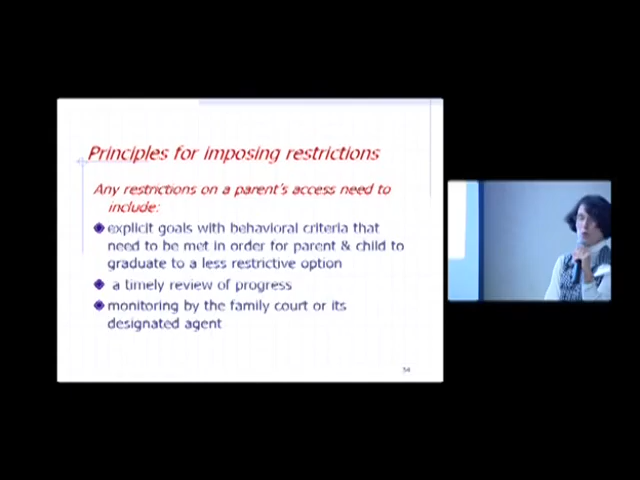 Principles for imposing restrictions
Any restrictions on a parent's access need to
include:
explicit goals with behavioral criteria that
need to be met in order for parent & child to
graduate to a less restrictive option
a timely review of progress
monitoring by the family court or its
designated agent
34